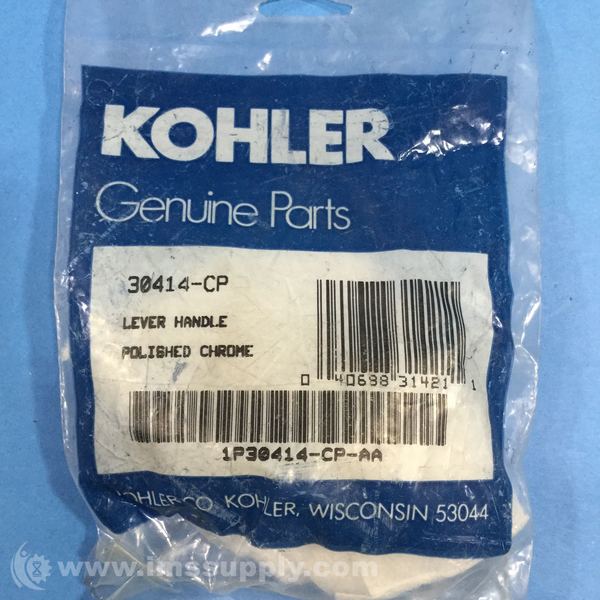 KOHLER
Genuine Parts
30414-CP
LEVER HANDLE
POLISHED CHROME
0 40688 31421 1
1P30414-CP-AA
KOHLER CO. KOHLER, WISCONSIN 53044
www.imssupply.com